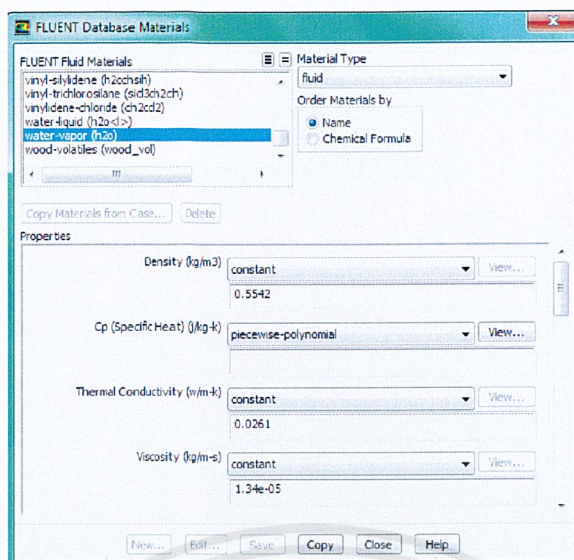 FLUENT Database Materials
FLUENT Fluid Materials
vinyl-silylidene (h2cchsih)
vinyl-trichlorosilane (sid3ch2ch)
vinylidene-chloride (ch2cd2)
water-liquid (h2o<l>)
water-vapor (h2o)
wood-volatiles (wood_vol)
Material Type
fluid
Order Materials by
Name
Chemical Formula
Copy Materials from Case...
Delete
Properties
Density (kg/m3)
constant
View...
0.5542
Cp (Specific Heat) (j/kg-k)
piecewise-polynomial
View...
Thermal Conductivity (w/m-k)
constant
View...
0.0261
Viscosity (kg/m-s)
constant
View...
1.34e-05
New... Edit... Save Copy Close Help